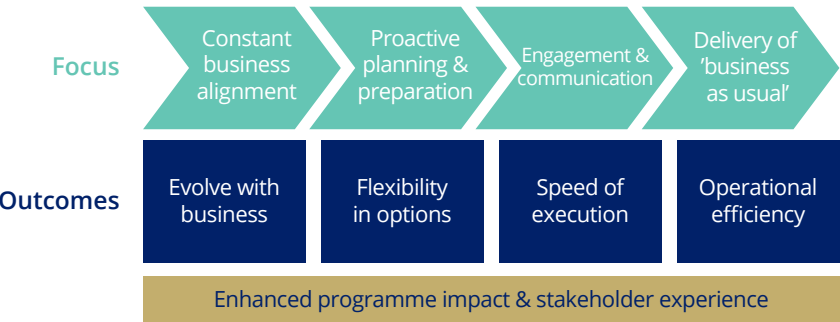 Focus
Constant
business
alignment
Proactive
planning &
preparation
Engagement &
communication
Delivery of
'business
as usual'
Outcomes
Evolve with
business
Flexibility
in options
Speed of
execution
Operational
efficiency
Enhanced programme impact & stakeholder experience